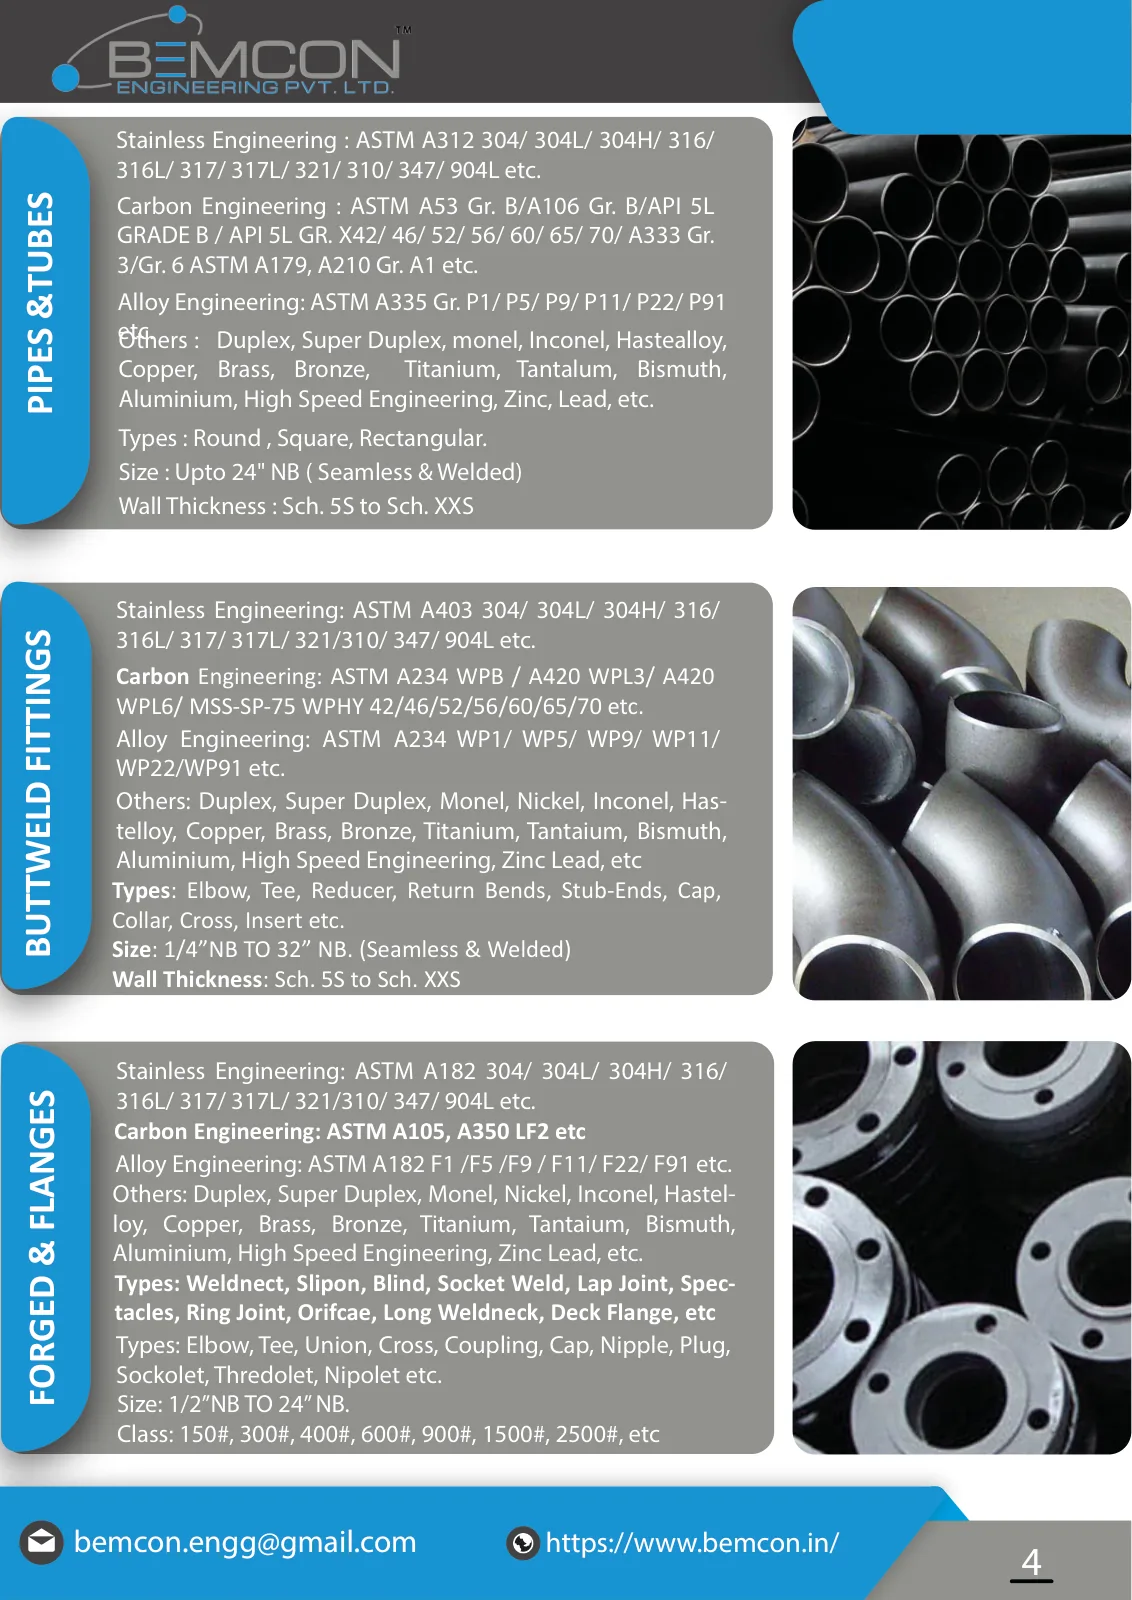 BEMCON TM
ENGINEERING PVT. LTD.
PIPES &TUBES
Stainless Engineering : ASTM A312 304/ 304L/ 304H/ 316/
316L/ 317/ 317L/ 321/ 310/ 347/ 904L etc.
Carbon Engineering : ASTM A53 Gr. B/A106 Gr. B/API 5L
GRADE B / API 5L GR. X42/ 46/ 52/ 56/ 60/ 65/ 70/ A333 Gr.
3/Gr. 6 ASTM A179, A210 Gr. A1 etc.
Alloy Engineering: ASTM A335 Gr. P1/ P5/ P9/ P11/ P22/ P91
etc.
Others : Duplex, Super Duplex, monel, Inconel, Hastealloy,
Copper, Brass, Bronze, Titanium, Tantalum, Bismuth,
Aluminium, High Speed Engineering, Zinc, Lead, etc.
Types : Round , Square, Rectangular.
Size : Upto 24" NB ( Seamless & Welded)
Wall Thickness : Sch. 5S to Sch. XXS
BUTTWELD FITTINGS
Stainless Engineering: ASTM A403 304/ 304L/ 304H/ 316/
316L/ 317/ 317L/ 321/310/ 347/ 904L etc.
Carbon Engineering: ASTM A234 WPB / A420 WPL3/ A420
WPL6/ MSS-SP-75 WPHY 42/46/52/56/60/65/70 etc.
Alloy Engineering: ASTM A234 WP1/ WP5/ WP9/ WP11/
WP22/WP91 etc.
Others: Duplex, Super Duplex, Monel, Nickel, Inconel, Has-
telloy, Copper, Brass, Bronze, Titanium, Tantaium, Bismuth,
Aluminium, High Speed Engineering, Zinc Lead, etc
Types: Elbow, Tee, Reducer, Return Bends, Stub-Ends, Cap,
Collar, Cross, Insert etc.
Size: 1/4”NB TO 32” NB. (Seamless & Welded)
Wall Thickness: Sch. 5S to Sch. XXS
FORGED & FLANGES
Stainless Engineering: ASTM A182 304/ 304L/ 304H/ 316/
316L/ 317/ 317L/ 321/310/ 347/ 904L etc.
Carbon Engineering: ASTM A105, A350 LF2 etc
Alloy Engineering: ASTM A182 F1 /F5 /F9 / F11/ F22/ F91 etc.
Others: Duplex, Super Duplex, Monel, Nickel, Inconel, Hastel-
loy, Copper, Brass, Bronze, Titanium, Tantaium, Bismuth,
Aluminium, High Speed Engineering, Zinc Lead, etc.
Types: Weldnect, Slipon, Blind, Socket Weld, Lap Joint, Spec-
tacles, Ring Joint, Orifcae, Long Weldneck, Deck Flange, etc
Types: Elbow, Tee, Union, Cross, Coupling, Cap, Nipple, Plug,
Sockolet, Thredolet, Nipolet etc.
Size: 1/2”NB TO 24” NB.
Class: 150#, 300#, 400#, 600#, 900#, 1500#, 2500#, etc
bemcon.engg@gmail.com
https://www.bemcon.in/
4